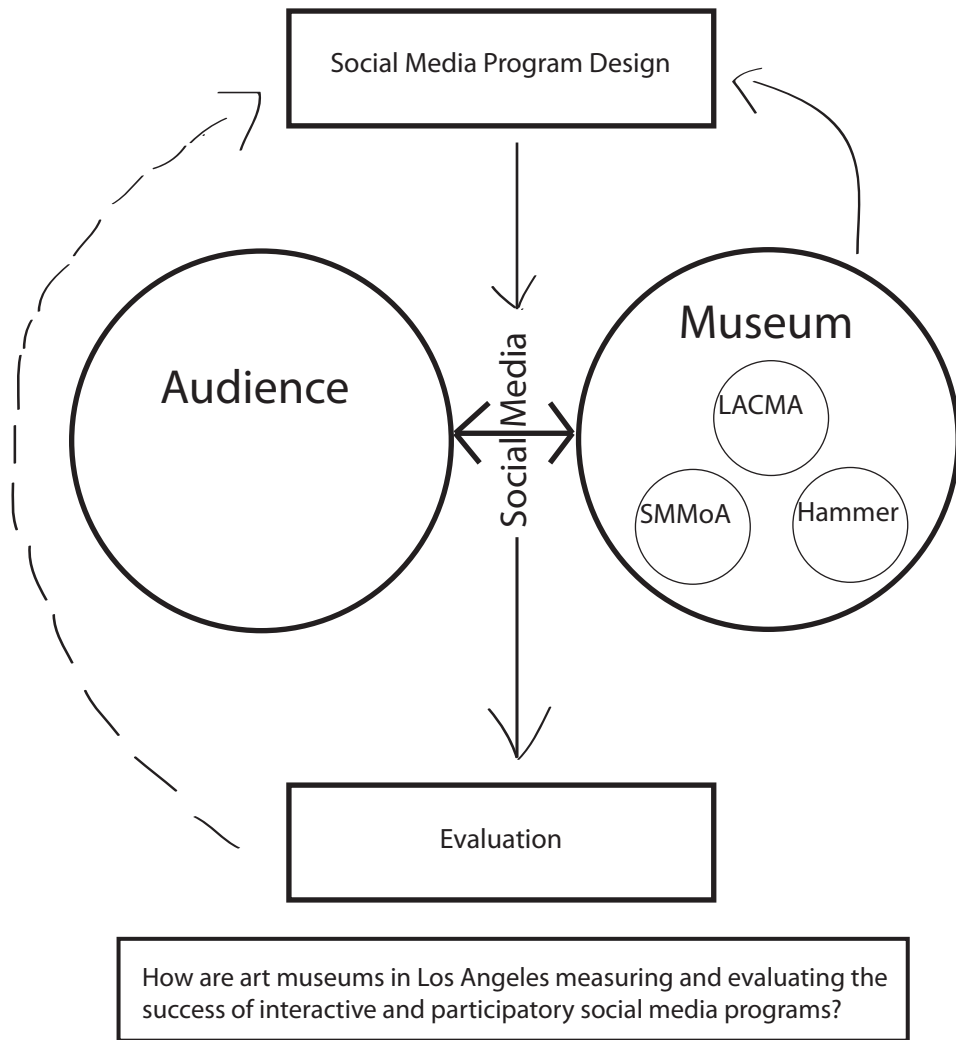 Social Media Program Design
Audience
Social Media
Museum
LACMA
SMMoA
Hammer
Evaluation
How are art museums in Los Angeles measuring and evaluating the
success of interactive and participatory social media programs?